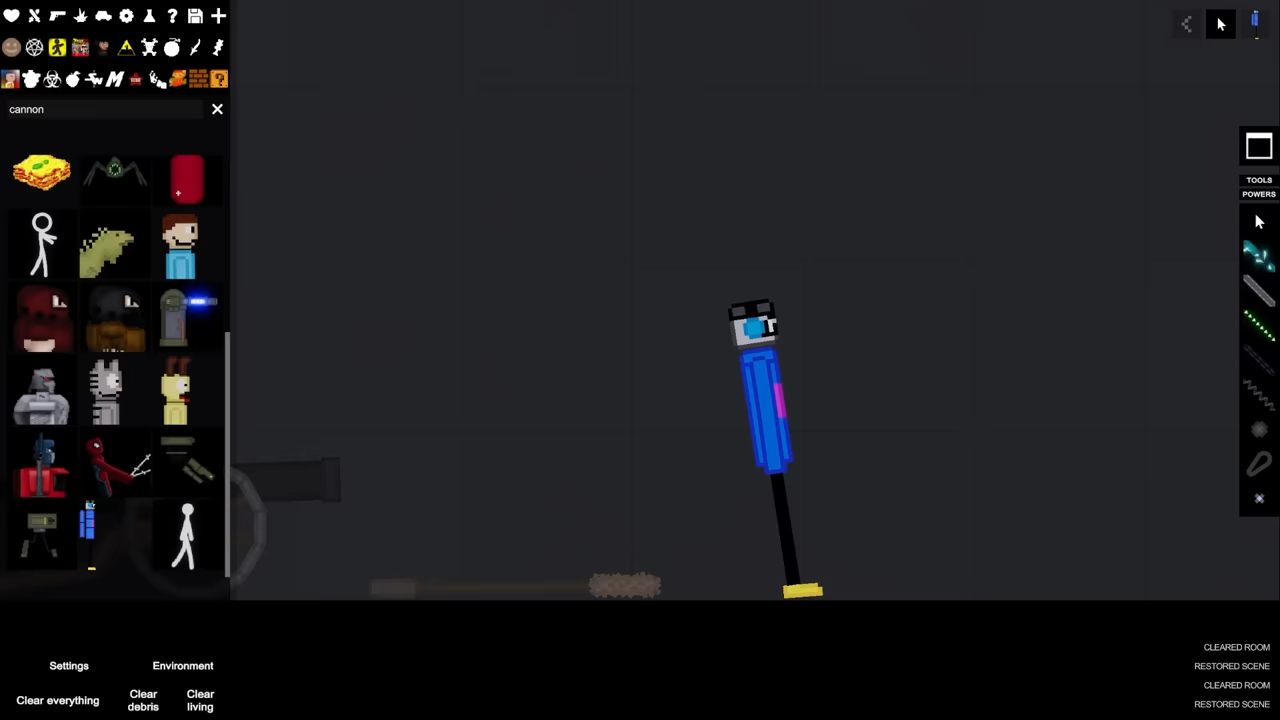 cannon
TOOLS
POWERS
Settings
Environment
Clear everything
Clear
debris
Clear
living
CLEARED ROOM
RESTORED SCENE
CLEARED ROOM
RESTORED SCENE